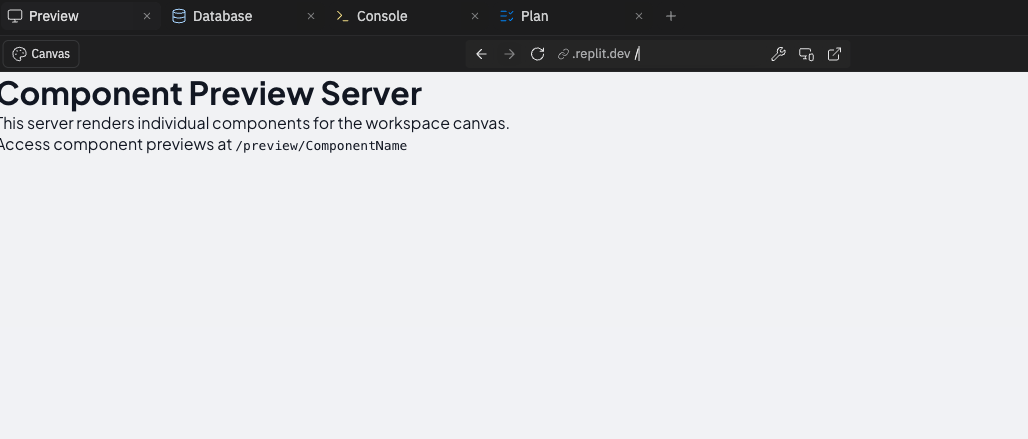 Preview
Database
Console
Plan
Canvas
.replit.dev /
Component Preview Server
This server renders individual components for the workspace canvas.
Access component previews at /preview/ComponentName